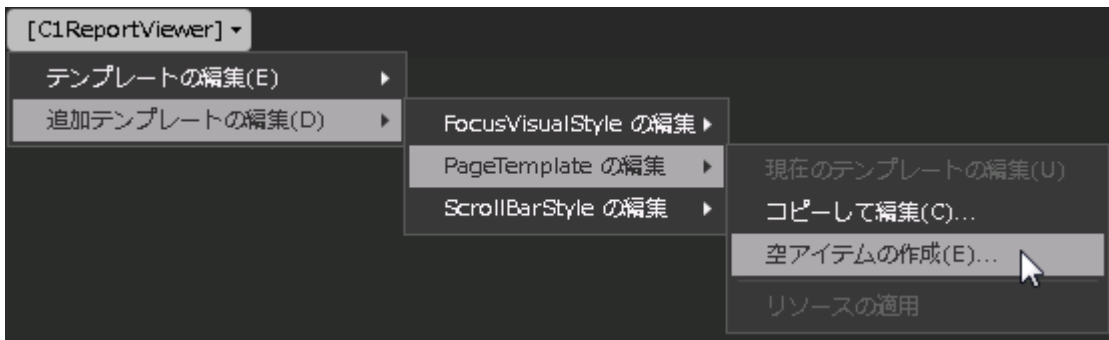 [C1ReportViewer]
テンプレートの編集(E)
追加テンプレートの編集(D)
FocusVisualStyle の編集
PageTemplate の編集
ScrollBarStyle の編集
現在のテンプレートの編集(U)
コピーして編集(C)...
空アイテムの作成(E)...
リソースの適用